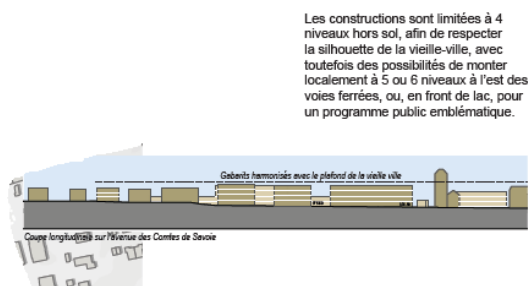 Les constructions sont limitées à 4
niveaux hors sol, afin de respecter
la silhouette de la vieille-ville, avec
toutefois des possibilités de monter
localement à 5 ou 6 niveaux à l'est des
voies ferrées, ou, en front de lac, pour
un programme public emblématique.
Gabarits harmonisés avec le plafond de la vieille ville
Coupe longitudinale sur l'avenue des Comtes de Savoie